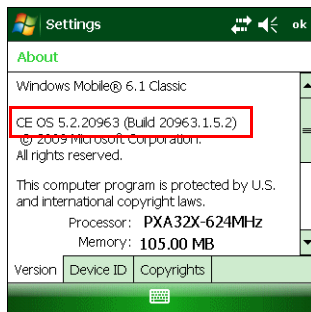 Settings
ok
About
Windows Mobile® 6.1 Classic
CE OS 5.2.20963 (Build 20963.1.5.2)
© 2009 Microsoft Corporation.
All rights reserved.
This computer program is protected by U.S.
and international copyright laws.
Processor: PXA32X-624MHz
Memory: 105.00 MB
Version Device ID Copyrights